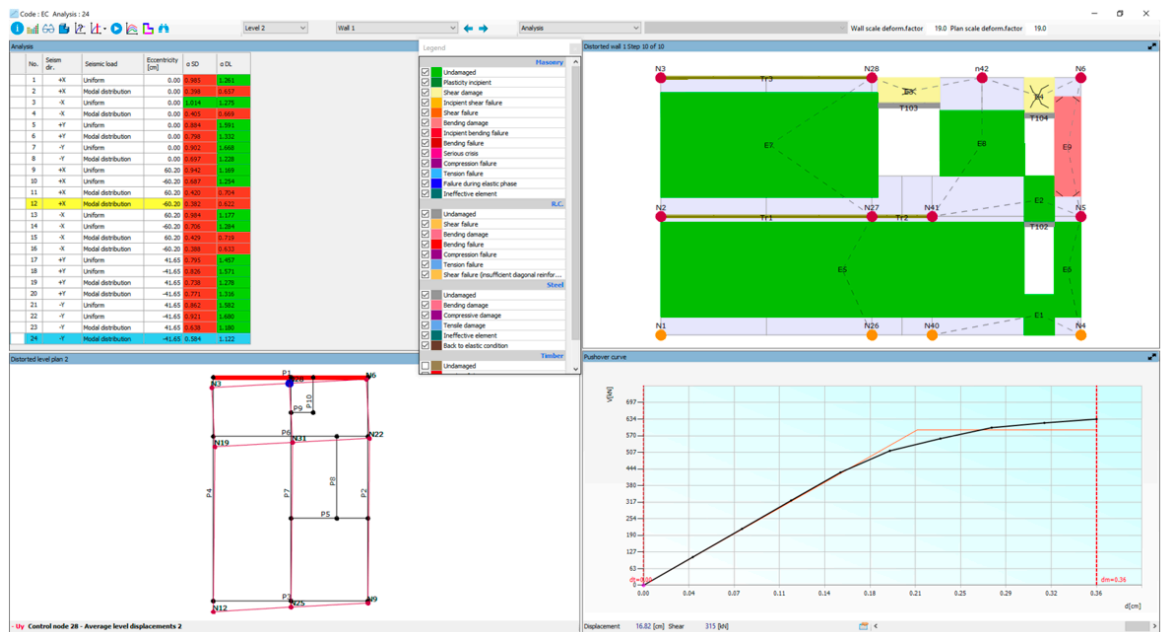 Code : EC Analysis : 24
Level 2
Wall 1
Analysis
Wall scale deform.factor 19.0 Plan scale deform.factor 19.0
Analysis
No. Seism dir. Seismic load Eccentricity [cm] α SD α DL
1 +X Uniform 0.00 0.985 1.261
2 +X Modal distribution 0.00 0.398 0.637
3 -X Uniform 0.00 1.014 1.275
4 -X Modal distribution 0.00 0.405 0.669
5 +Y Uniform 0.00 0.884 1.591
6 +Y Modal distribution 0.00 0.798 1.332
7 -Y Uniform 0.00 0.902 1.668
8 -Y Modal distribution 0.00 0.697 1.228
9 +X Uniform 60.20 0.942 1.169
10 +X Uniform -60.20 0.687 1.254
11 +X Modal distribution 60.20 0.420 0.704
12 +X Modal distribution -60.20 0.382 0.622
13 -X Uniform 60.20 0.984 1.177
14 -X Uniform -60.20 0.706 1.284
15 -X Modal distribution 60.20 0.429 0.719
16 -X Modal distribution -60.20 0.388 0.633
17 +Y Uniform 41.65 0.795 1.457
18 +Y Uniform -41.65 0.826 1.571
19 +Y Modal distribution 41.65 0.738 1.278
20 +Y Modal distribution -41.65 0.771 1.316
21 -Y Uniform 41.65 0.862 1.582
22 -Y Uniform -41.65 0.921 1.680
23 -Y Modal distribution 41.65 0.638 1.180
24 -Y Modal distribution -41.65 0.584 1.122
Legend
Masonry
Undamaged
Plasticity incipient
Shear damage
Incipient shear failure
Shear failure
Bending damage
Incipient bending failure
Bending failure
Serious crisis
Compression failure
Tension failure
Failure during elastic phase
Ineffective element
R.C.
Undamaged
Shear failure
Bending damage
Bending failure
Compression failure
Tension failure
Shear failure (insufficient diagonal reinfor...
Steel
Undamaged
Bending damage
Compressive damage
Tensile damage
Ineffective element
Back to elastic condition
Timber
Undamaged
Distorted wall 1:Step 10 of 10
N3 N28 n42 N6
Tr3
T103
T104
E7 E8 E9
E2
N2 N27 N41 N5
Tr1 Tr2
T102
E5 E6
E1
N1 N26 N40 N4
Distorted level plan 2
P1
N3 N6
P9 P10
P6
N19 N31 N22
P4 P7 P8 P2
P5
P3
N12 N25 N9
- Uy Control node 28 - Average level displacements 2
Pushover curve
V[kN]
697
634
570
507
444
380
317
254
190
127
63
0
dt=0.00
dm=0.36
0.00 0.04 0.07 0.11 0.14 0.18 0.21 0.25 0.29 0.32 0.36
d[cm]
Displacement 16.82 [cm] Shear 315 [kN]